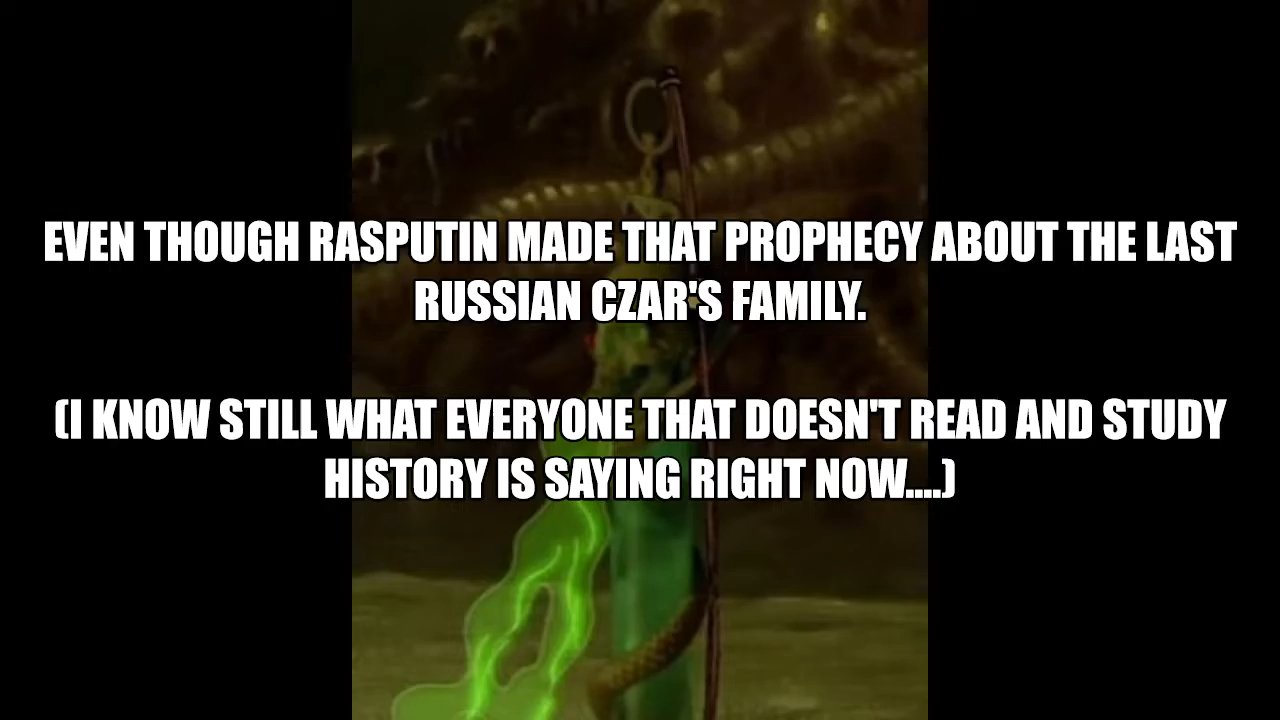 EVEN THOUGH RASPUTIN MADE THAT PROPHECY ABOUT THE LAST
RUSSIAN CZAR'S FAMILY.
(I KNOW STILL WHAT EVERYONE THAT DOESN'T READ AND STUDY
HISTORY IS SAYING RIGHT NOW....)